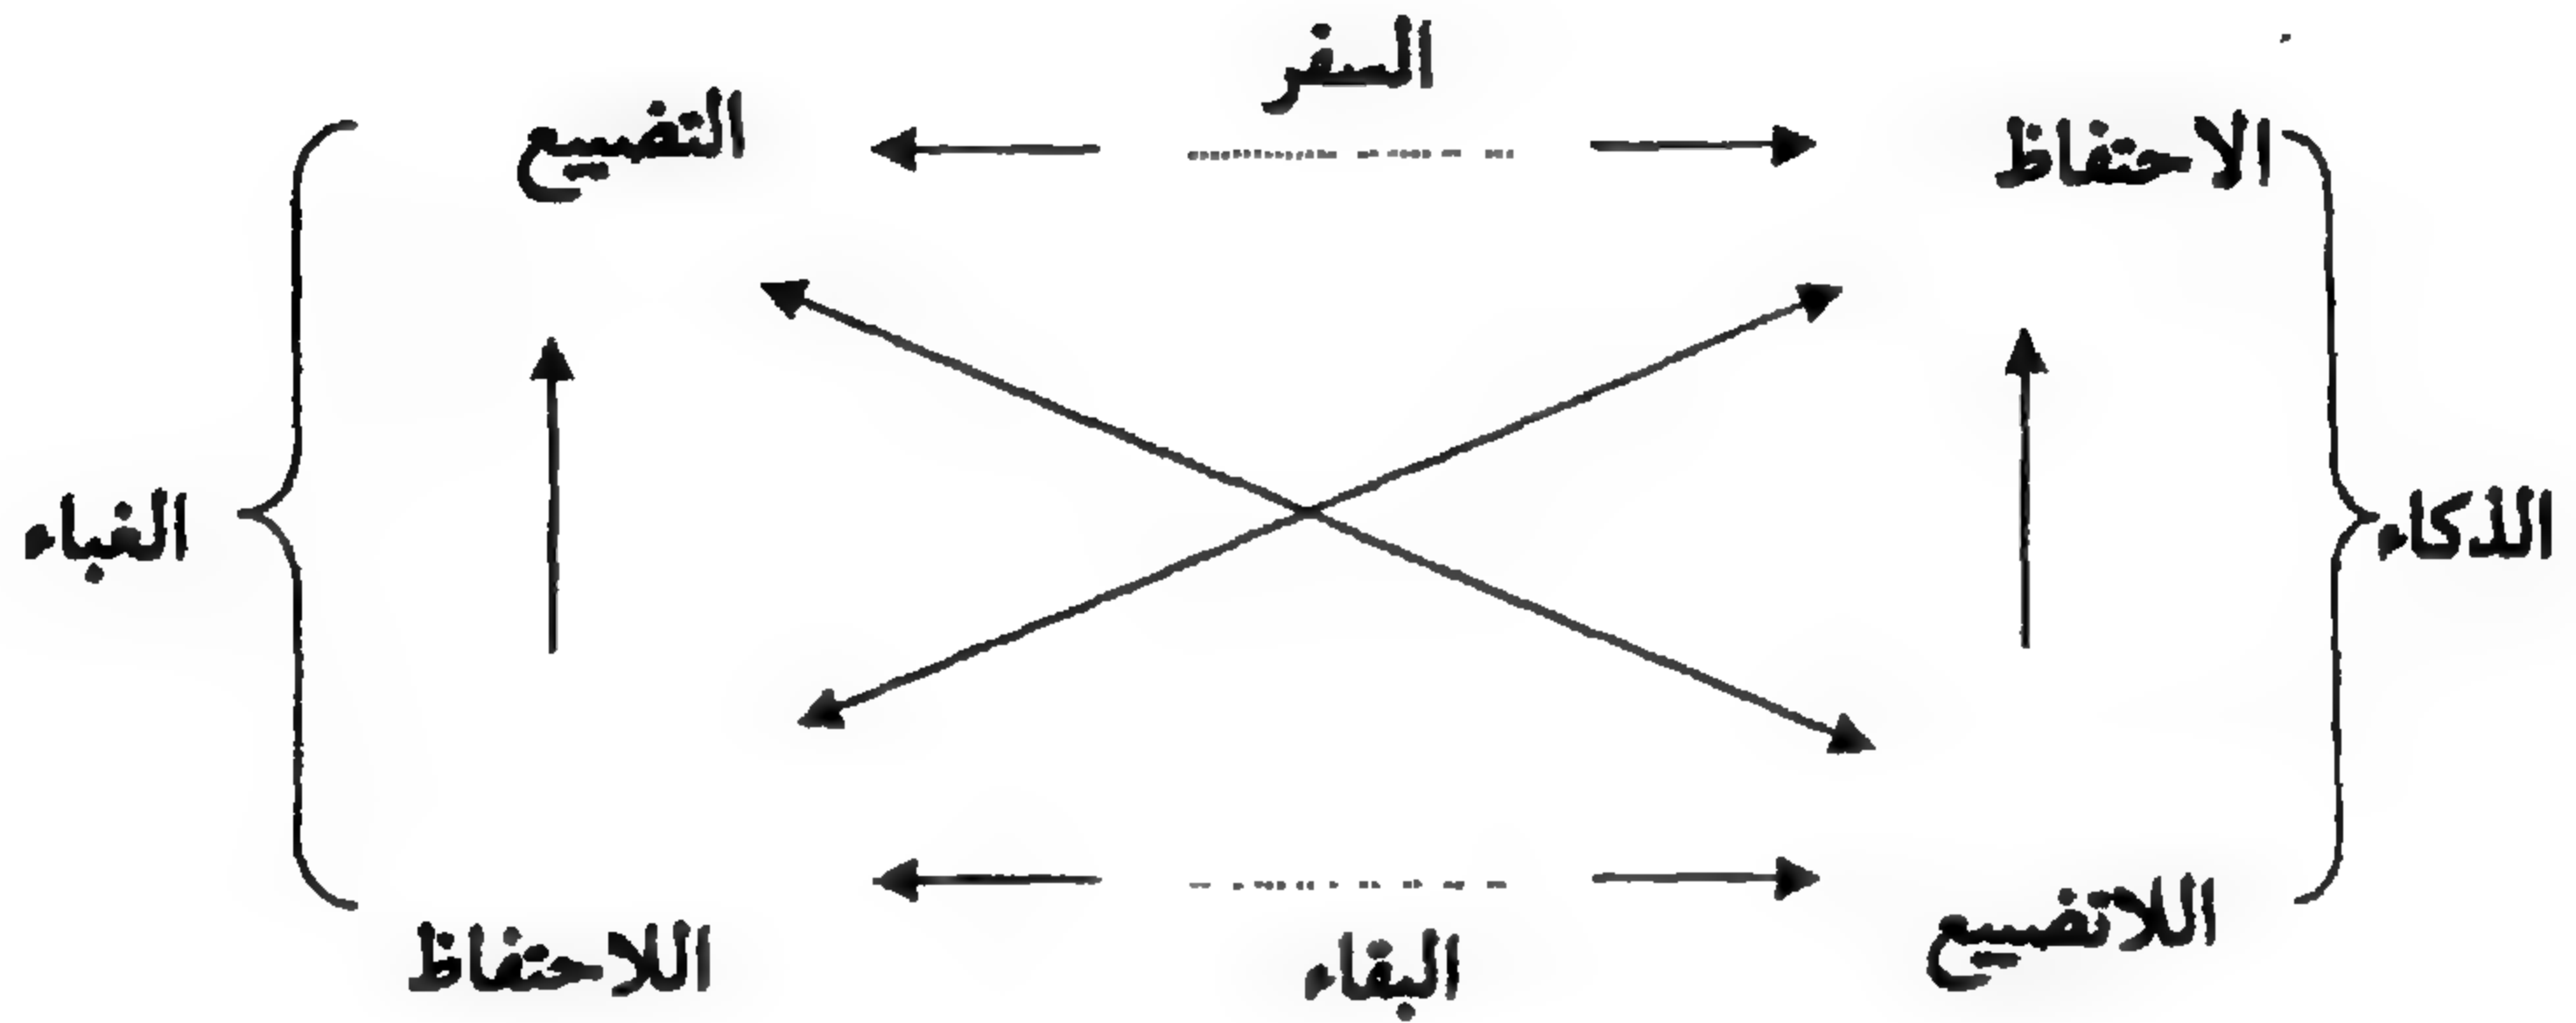 السفر
الاحتفاظ
التضييع
الذكاء
الغباء
اللاتضييع
البقاء
اللاحتفاظ